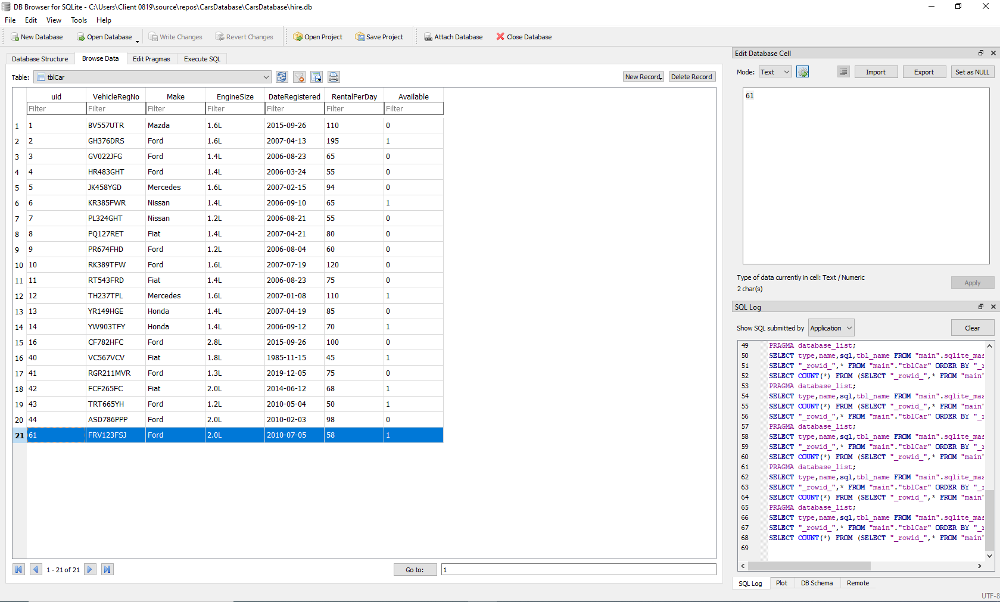 DB Browser for SQLite - C:\Users\Client 0819\source\repos\CarsDatabase\CarsDatabase\hire.db
File Edit View Tools Help
New Database Open Database Write Changes Revert Changes Open Project Save Project Attach Database Close Database
Database Structure Browse Data Edit Pragmas Execute SQL
Table: tblCar New Record Delete Record
uid VehicleRegNo Make EngineSize DateRegistered RentalPerDay Available
Filter Filter Filter Filter Filter Filter Filter
1 1 BV557UTR Mazda 1.6L 2015-09-26 110 0
2 2 GH376DRS Ford 1.6L 2007-04-13 195 1
3 3 GV022JFG Ford 1.4L 2006-08-23 65 0
4 4 HR483GHT Ford 1.4L 2006-03-24 55 0
5 5 JK458YGD Mercedes 1.6L 2007-02-15 94 0
6 6 KR385FWR Nissan 1.4L 2006-09-10 65 1
7 7 PL324GHT Nissan 1.2L 2006-08-21 55 0
8 8 PQ127RET Fiat 1.4L 2007-04-21 80 0
9 9 PR674FHD Ford 1.2L 2006-08-04 60 0
10 10 RK389TFW Ford 1.6L 2007-07-19 120 0
11 11 RT543FRD Fiat 1.4L 2006-08-23 75 0
12 12 TH237TPL Mercedes 1.6L 2007-01-08 110 1
13 13 YR149HGE Honda 1.4L 2007-04-19 85 0
14 14 YW903TFY Honda 1.4L 2006-09-12 70 1
15 16 CF782HFC Ford 2.8L 2015-09-26 100 0
16 40 VC567VCV Fiat 1.8L 1985-11-15 45 1
17 41 RGR211MVR Ford 1.3L 2019-12-05 75 0
18 42 FCF265FC Fiat 2.0L 2014-06-12 68 1
19 43 TRT665YH Ford 1.2L 2010-05-04 50 1
20 44 ASD786PPP Ford 2.0L 2010-02-03 98 0
21 61 FRV123FSJ Ford 2.0L 2010-07-05 58 1
1 - 21 of 21 Go to: 1
Edit Database Cell
Mode: Text Import Export Set as NULL
61
Type of data currently in cell: Text / Numeric
2 char(s)
Apply
SQL Log
Show SQL submitted by Application Clear
49 PRAGMA database_list;
50 SELECT type,name,sql,tbl_name FROM "main".sqlite_mas
51 SELECT "_rowid_",* FROM "main"."tblCar" ORDER BY "_r
52 SELECT COUNT(*) FROM (SELECT "_rowid_",* FROM "main"
53 PRAGMA database_list;
54 SELECT type,name,sql,tbl_name FROM "main".sqlite_mas
55 SELECT COUNT(*) FROM (SELECT "_rowid_",* FROM "main"
56 SELECT "_rowid_",* FROM "main"."tblCar" ORDER BY "_r
57 PRAGMA database_list;
58 SELECT type,name,sql,tbl_name FROM "main".sqlite_mas
59 SELECT "_rowid_",* FROM "main"."tblCar" ORDER BY "_r
60 SELECT COUNT(*) FROM (SELECT "_rowid_",* FROM "main"
61 PRAGMA database_list;
62 SELECT type,name,sql,tbl_name FROM "main".sqlite_mas
63 SELECT "_rowid_",* FROM "main"."tblCar" ORDER BY "_r
64 SELECT COUNT(*) FROM (SELECT "_rowid_",* FROM "main"
65 PRAGMA database_list;
66 SELECT type,name,sql,tbl_name FROM "main".sqlite_mas
67 SELECT "_rowid_",* FROM "main"."tblCar" ORDER BY "_r
68 SELECT COUNT(*) FROM (SELECT "_rowid_",* FROM "main"
69
SQL Log Plot DB Schema Remote
UTF-8